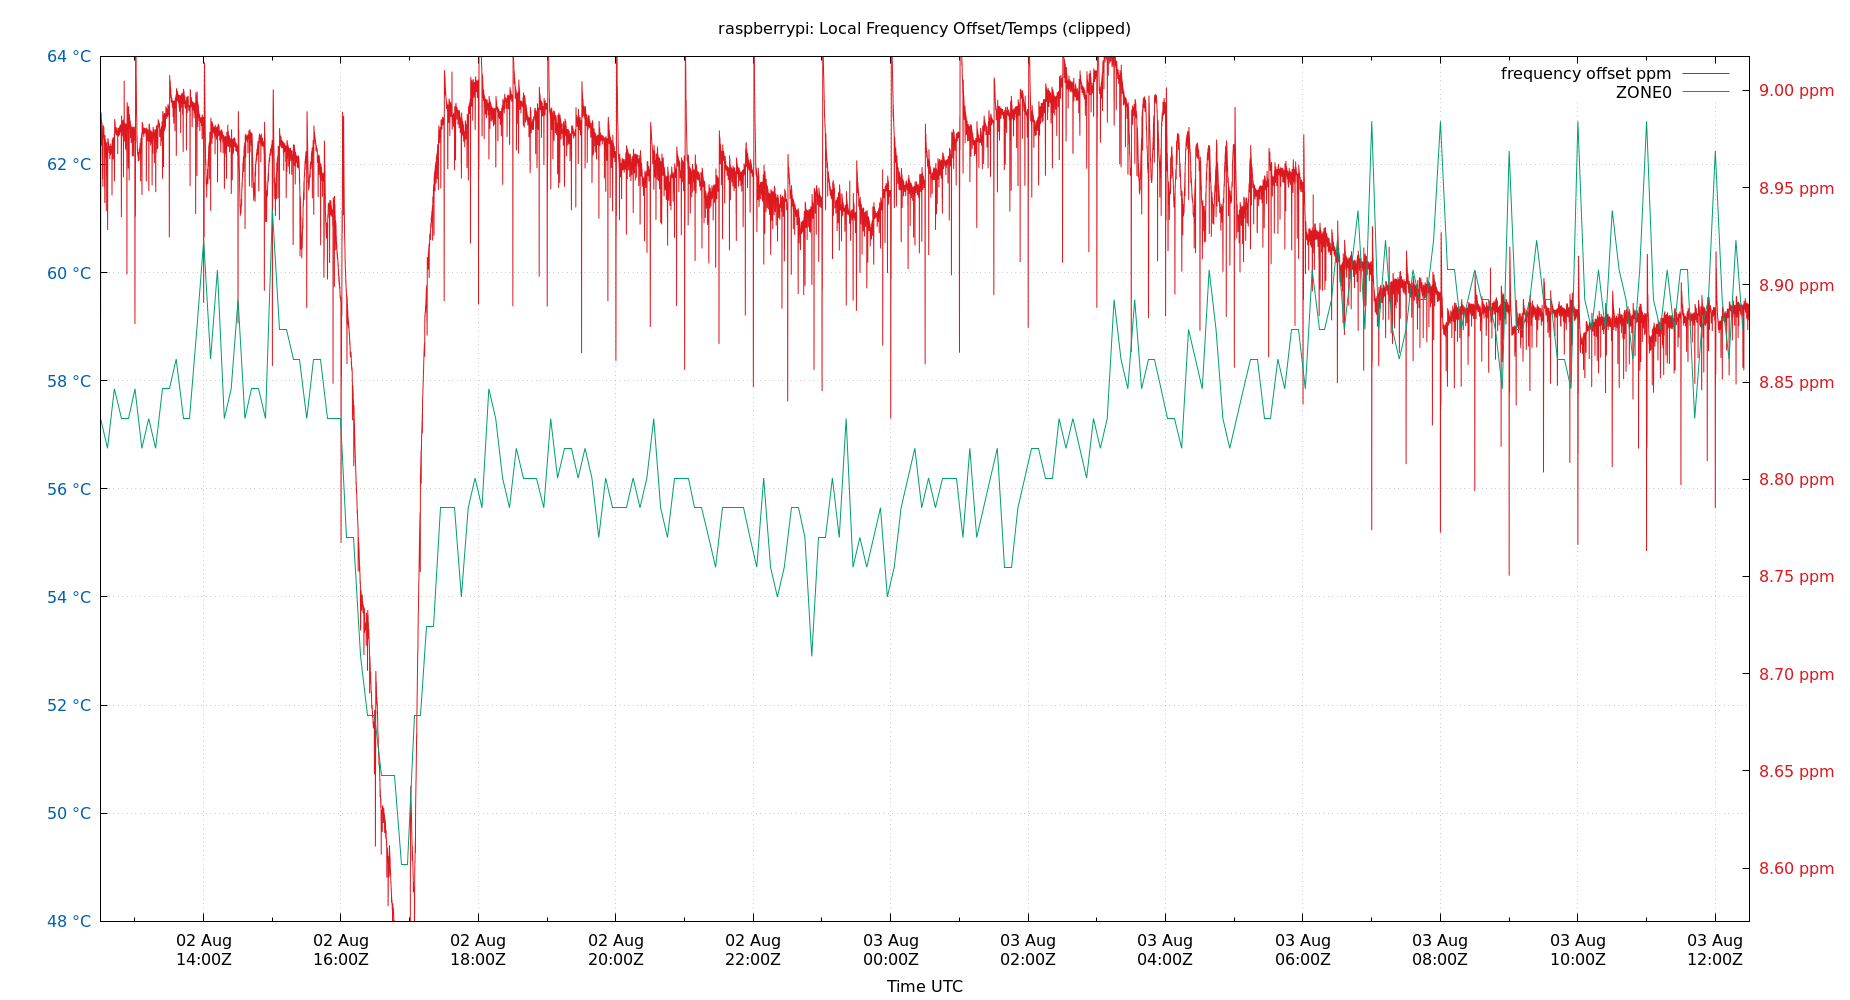 raspberrypi: Local Frequency Offset/Temps (clipped)
64 °C
62 °C
60 °C
58 °C
56 °C
54 °C
52 °C
50 °C
48 °C
frequency offset ppm
ZONE0
9.00 ppm
8.95 ppm
8.90 ppm
8.85 ppm
8.80 ppm
8.75 ppm
8.70 ppm
8.65 ppm
8.60 ppm
02 Aug 02 Aug 02 Aug 02 Aug 02 Aug 03 Aug 03 Aug 03 Aug 03 Aug 03 Aug 03 Aug 03 Aug
14:00Z 16:00Z 18:00Z 20:00Z 22:00Z 00:00Z 02:00Z 04:00Z 06:00Z 08:00Z 10:00Z 12:00Z
Time UTC